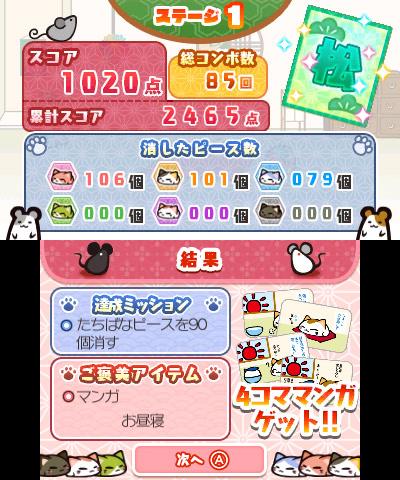 ステージ 1
スコア
1020点
総コンボ数
85回
松
累計スコア 2465点
消したピース数
106個 101個 079個
000個 000個 000個
結果
達成ミッション
たちばなピースを90
個消す
ご褒美アイテム
マンガ
お昼寝
4コママンガ
ゲット!!
次へ Ⓐ